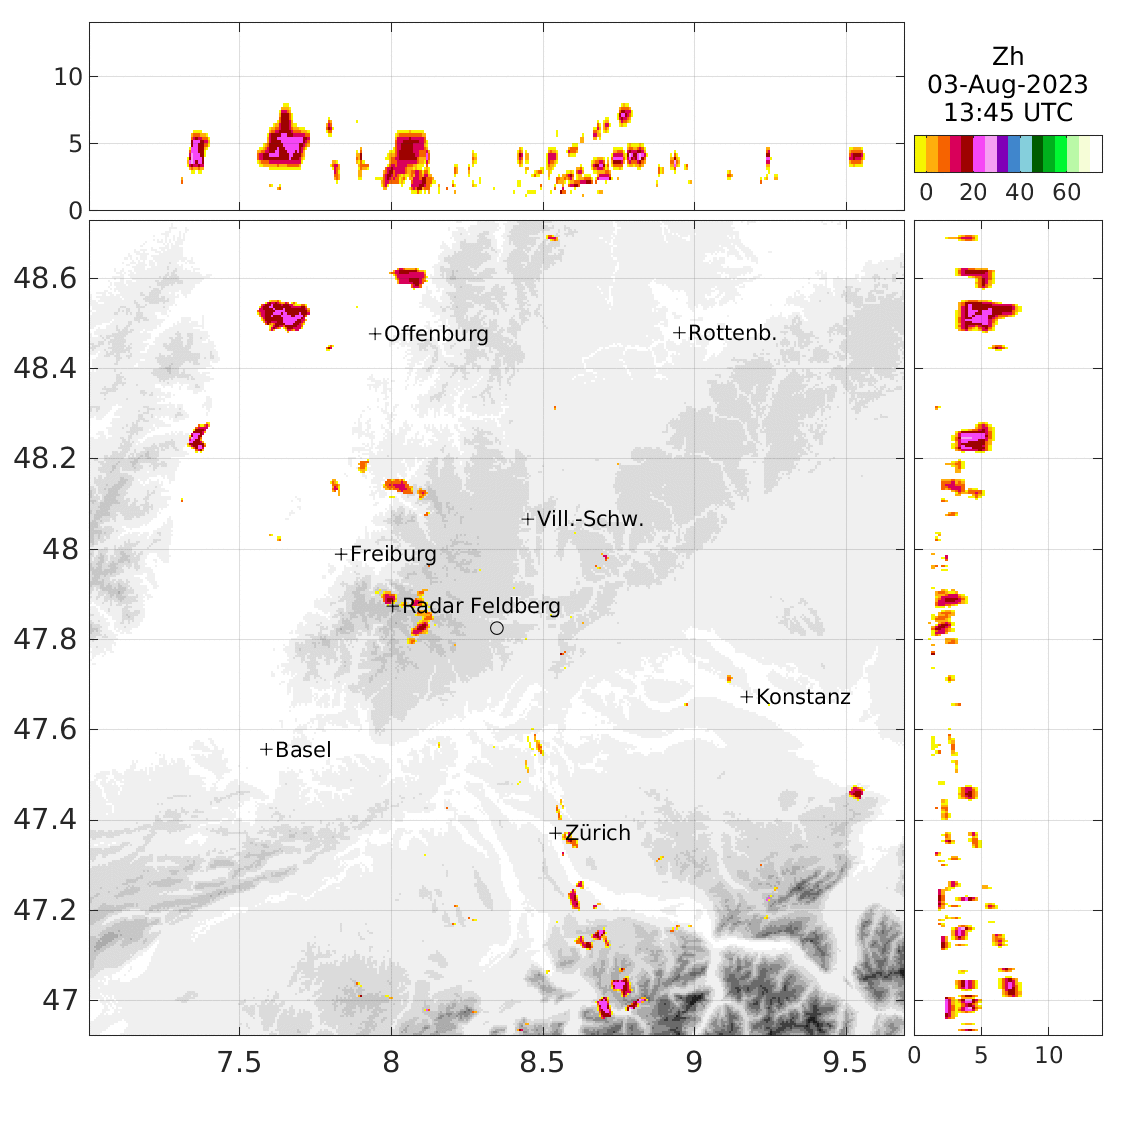 Zh
03-Aug-2023
13:45 UTC
0 20 40 60
10
5
0
48.6
48.4
48.2
48
47.8
47.6
47.4
47.2
47
Offenburg
Rottenb.
Vill.-Schw.
Freiburg
Radar Feldberg
Konstanz
Basel
Zürich
7.5 8 8.5 9 9.5
0 5 10